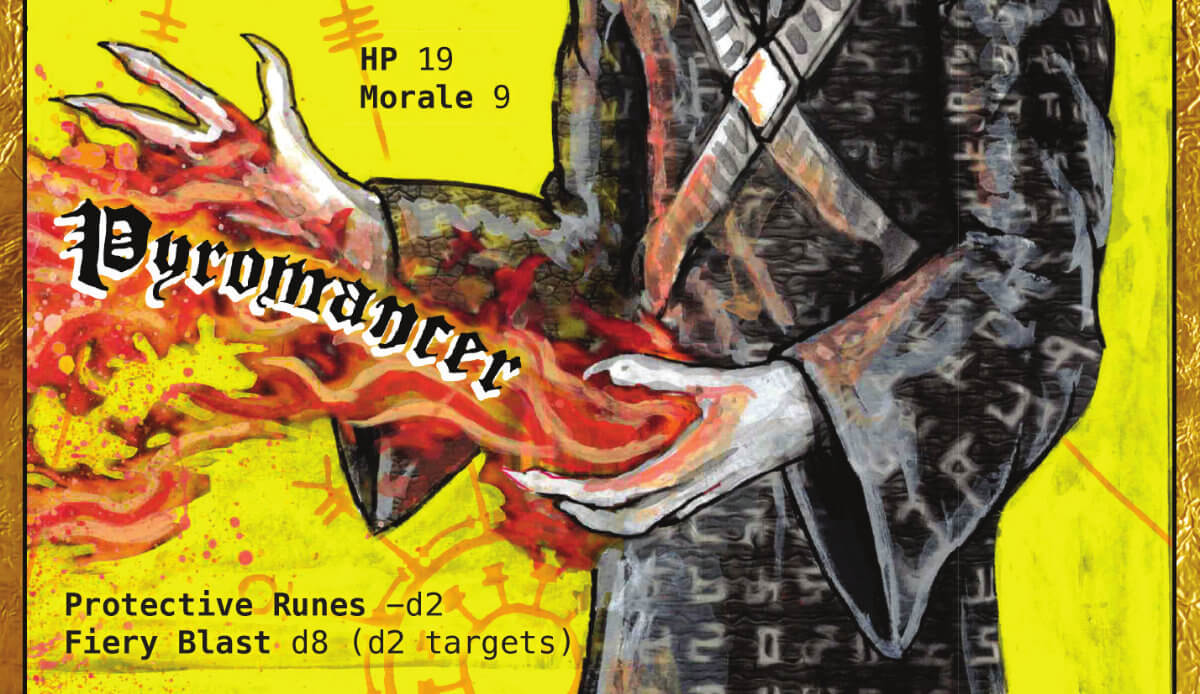 HP 19
Morale 9
Pyromancer
Protective Runes –d2
Fiery Blast d8 (d2 targets)